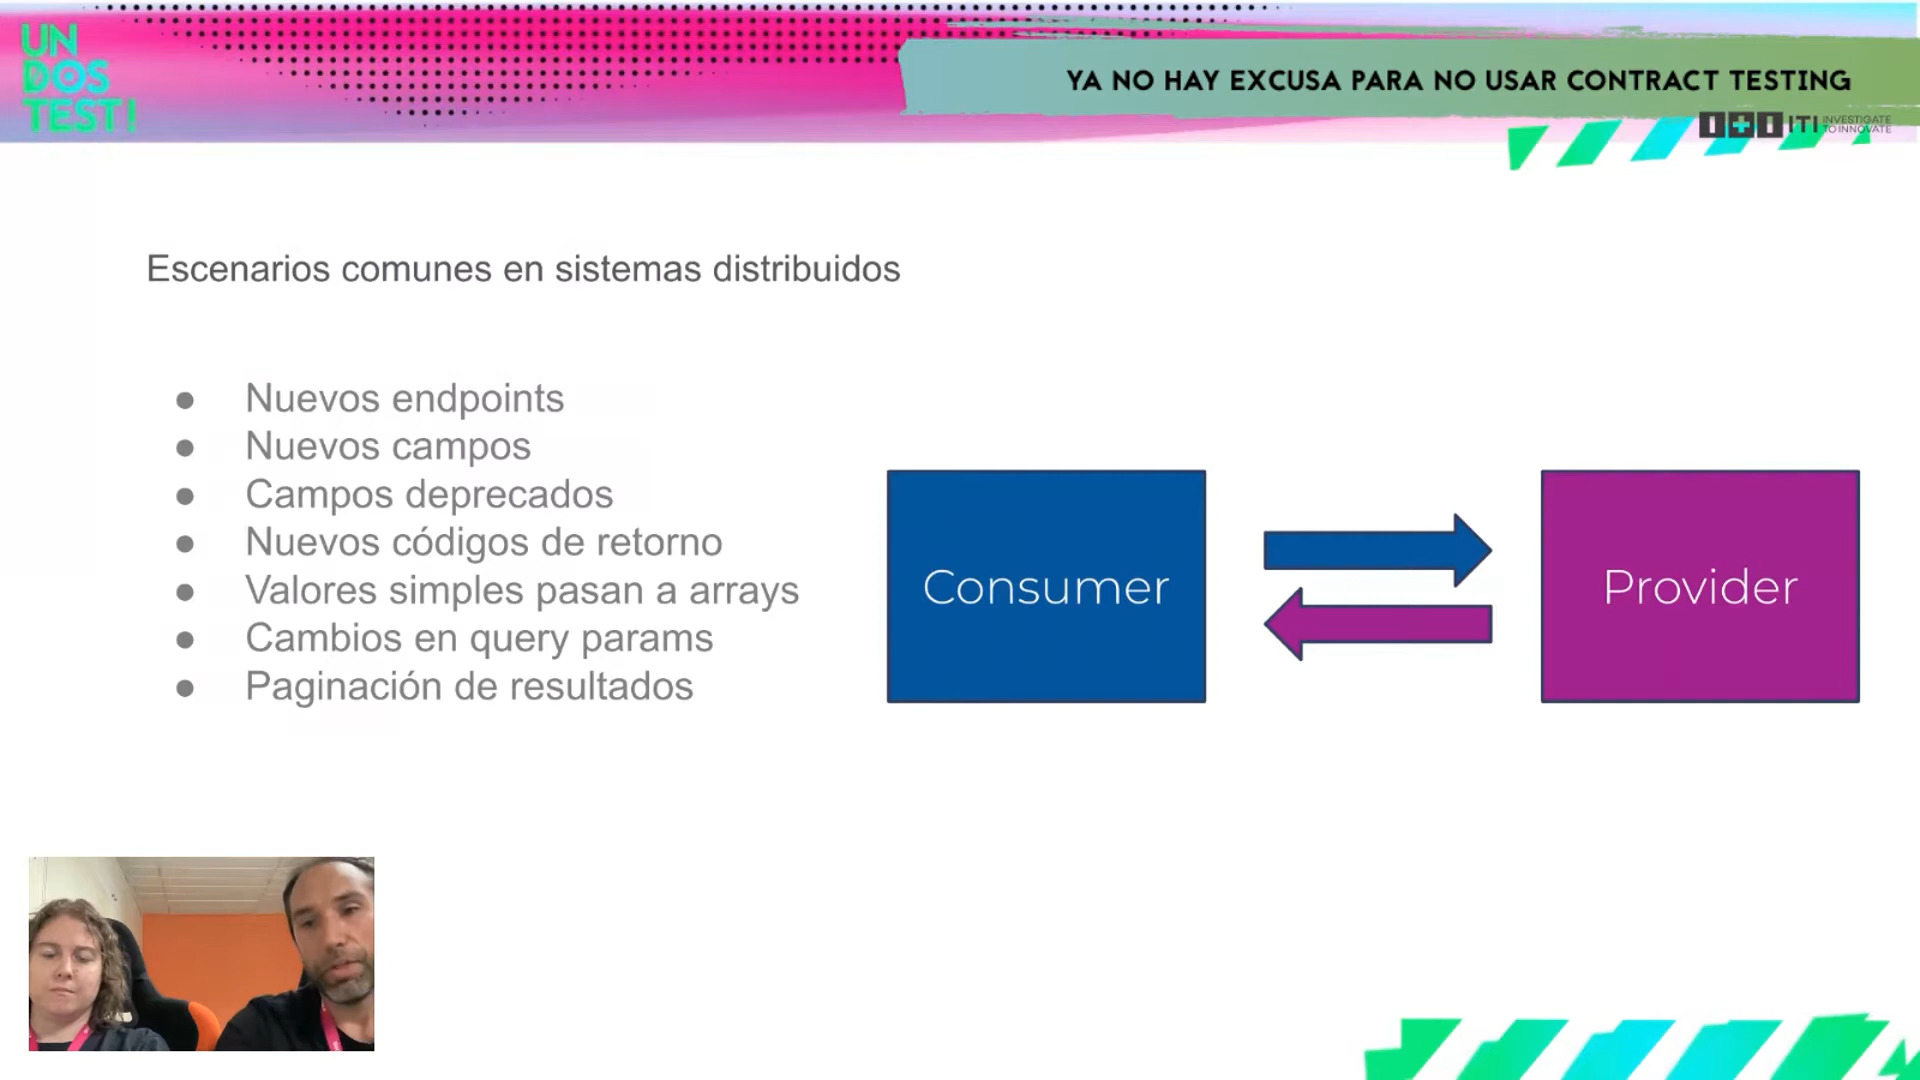 UN
DOS
TEST!
YA NO HAY EXCUSA PARA NO USAR CONTRACT TESTING
ITI INVESTIGATE
TO INNOVATE
Escenarios comunes en sistemas distribuidos
● Nuevos endpoints
● Nuevos campos
● Campos deprecados
● Nuevos códigos de retorno
● Valores simples pasan a arrays
● Cambios en query params
● Paginación de resultados
Consumer
Provider